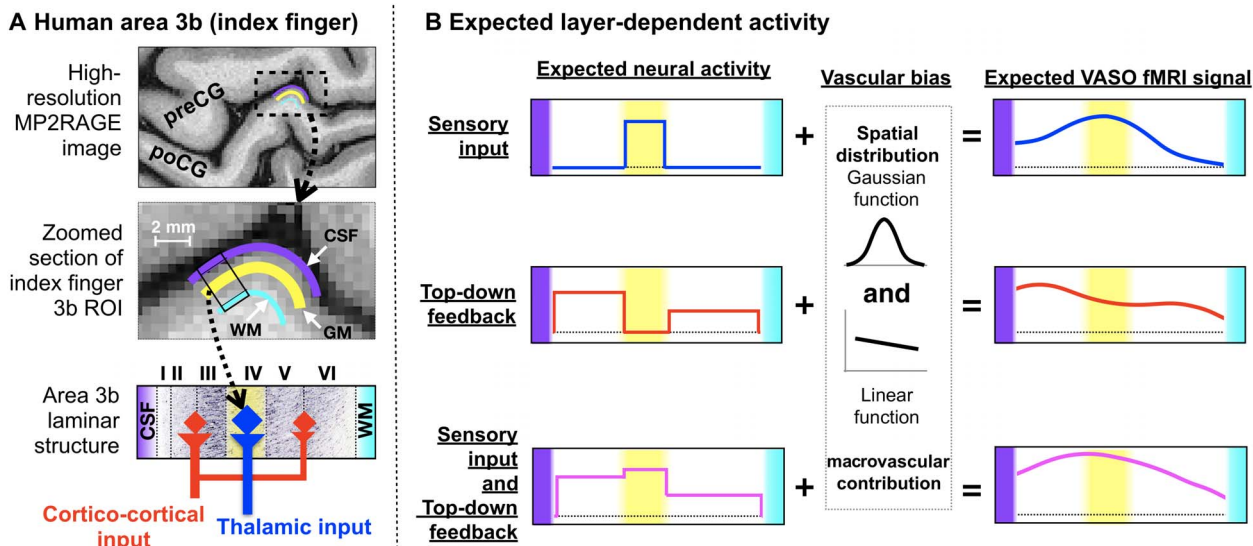 A Human area 3b (index finger)
High-
resolution
MP2RAGE
image
preCG
poCG
Zoomed
section of
index finger
3b ROI
2 mm
CSF
WM
GM
Area 3b
laminar
structure
I II III IV V VI
CSF
WM
Cortico-cortical
input
Thalamic input
B Expected layer-dependent activity
Expected neural activity
Vascular bias
Expected VASO fMRI signal
Sensory
input
+
Spatial
distribution
Gaussian
function
=
Top-down
feedback
+
and
=
Linear
function
Sensory
input
and
Top-down
feedback
+
macrovascular
contribution
=